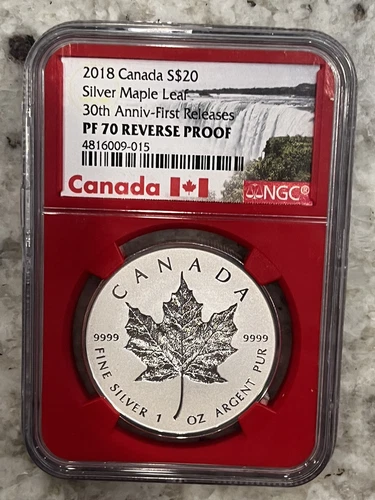 2018 Canada S$20
Silver Maple Leaf
30th Anniv-First Releases
PF 70 REVERSE PROOF
4816009-015
Canada
NGC®
CANADA
9999 9999
FINE SILVER 1 OZ ARGENT PUR